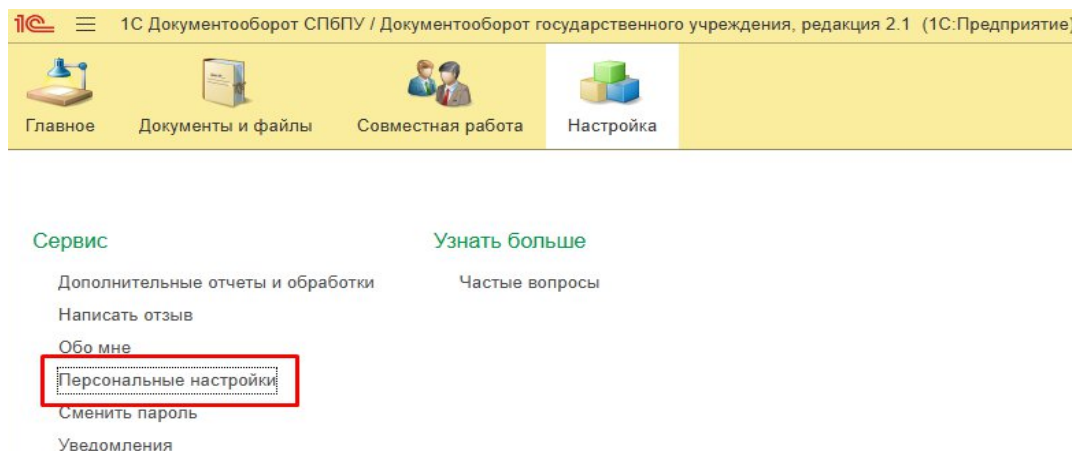 1С Документооборот СПбПУ / Документооборот государственного учреждения, редакция 2.1 (1С:Предприятие)
Главное Документы и файлы Совместная работа Настройка
Сервис Узнать больше
Дополнительные отчеты и обработки Частые вопросы
Написать отзыв
Обо мне
Персональные настройки
Сменить пароль
Уведомления